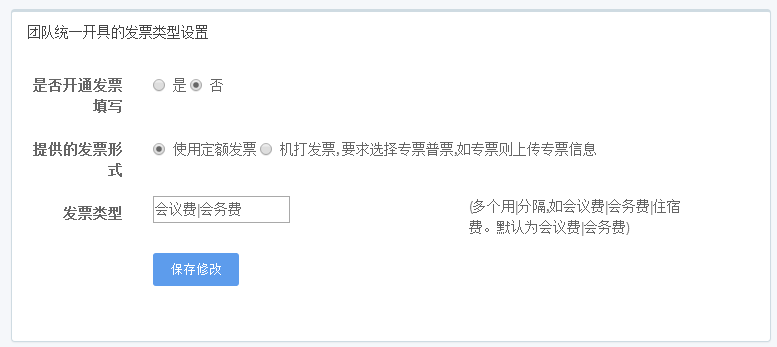 团队统一开具的发票类型设置
是否开通发票 是 否
填写
提供的发票形 使用定额发票 机打发票,要求选择专票普票,如专票则上传专票信息
式
发票类型 会议费|会务费 (多个用|分隔,如会议费|会务费|住宿
费。默认为会议费|会务费)
保存修改